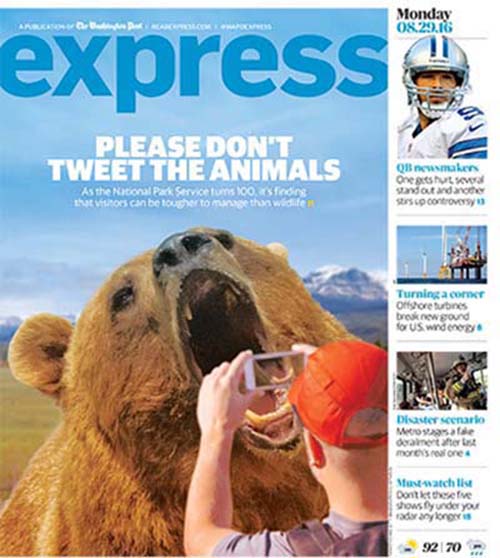 A PUBLICATION OF The Washington Post | READEXPRESS.COM | @WAPOEXPRESS
express
PLEASE DON'T
TWEET THE ANIMALS
As the National Park Service turns 100, it's finding
that visitors can be tougher to manage than wildlife
Monday
08.29.16
QB newsmakers
One gets hurt, several
stand out and another
stirs up controversy 13
Turning a corner
Offshore turbines
break new ground
for U.S. wind energy 8
Disaster scenario
Metro stages a fake
derailment after last
month's real one 4
Must-watch list
Don't let these five
shows fly under your
radar any longer 18
92 | 70